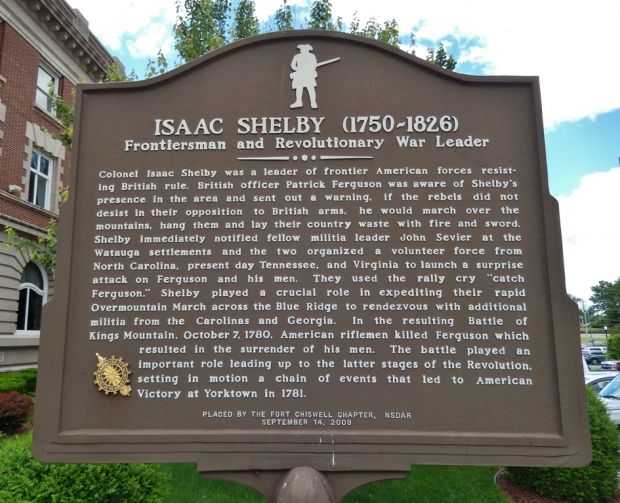 ISAAC SHELBY (1750-1826)
Frontiersman and Revolutionary War Leader
Colonel Isaac Shelby was a leader of frontier American forces resist-
ing British rule. British officer Patrick Ferguson was aware of Shelby's
presence in the area and sent out a warning, if the rebels did not
desist in their opposition to British arms, he would march over the
mountains, hang them and lay their country waste with fire and sword.
Shelby immediately notified fellow militia leader John Sevier at the
Watauga settlements and the two organized a volunteer force from
North Carolina, present day Tennessee, and Virginia to launch a surprise
attack on Ferguson and his men. They used the rally cry "catch
Ferguson." Shelby played a crucial role in expediting their rapid
Overmountain March across the Blue Ridge to rendezvous with additional
militia from the Carolinas and Georgia. In the resulting Battle of
Kings Mountain, October 7, 1780, American riflemen killed Ferguson which
resulted in the surrender of his men. The battle played an
important role leading up to the latter stages of the Revolution,
setting in motion a chain of events that led to American
Victory at Yorktown in 1781.
PLACED BY THE FORT CHISWELL CHAPTER, NSDAR
SEPTEMBER 14, 2009